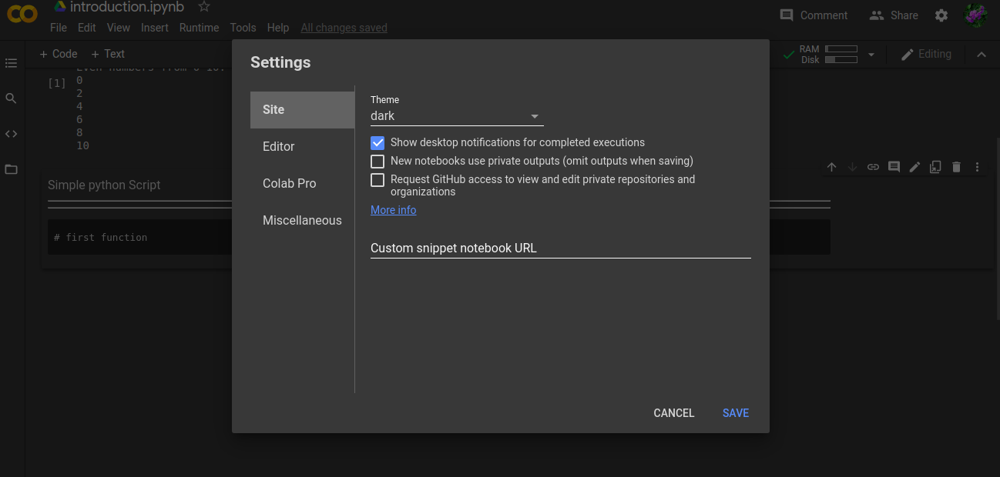 introduction.ipynb
Comment
Share
File Edit View Insert Runtime Tools Help All changes saved
+ Code + Text
RAM
Disk
Editing
Even numbers from 0 to
[1] 0
2
4
6
8
10
Simple python Script
# first function
Settings
Site
Editor
Colab Pro
Miscellaneous
Theme
dark
Show desktop notifications for completed executions
New notebooks use private outputs (omit outputs when saving)
Request GitHub access to view and edit private repositories and
organizations
More info
Custom snippet notebook URL
CANCEL SAVE